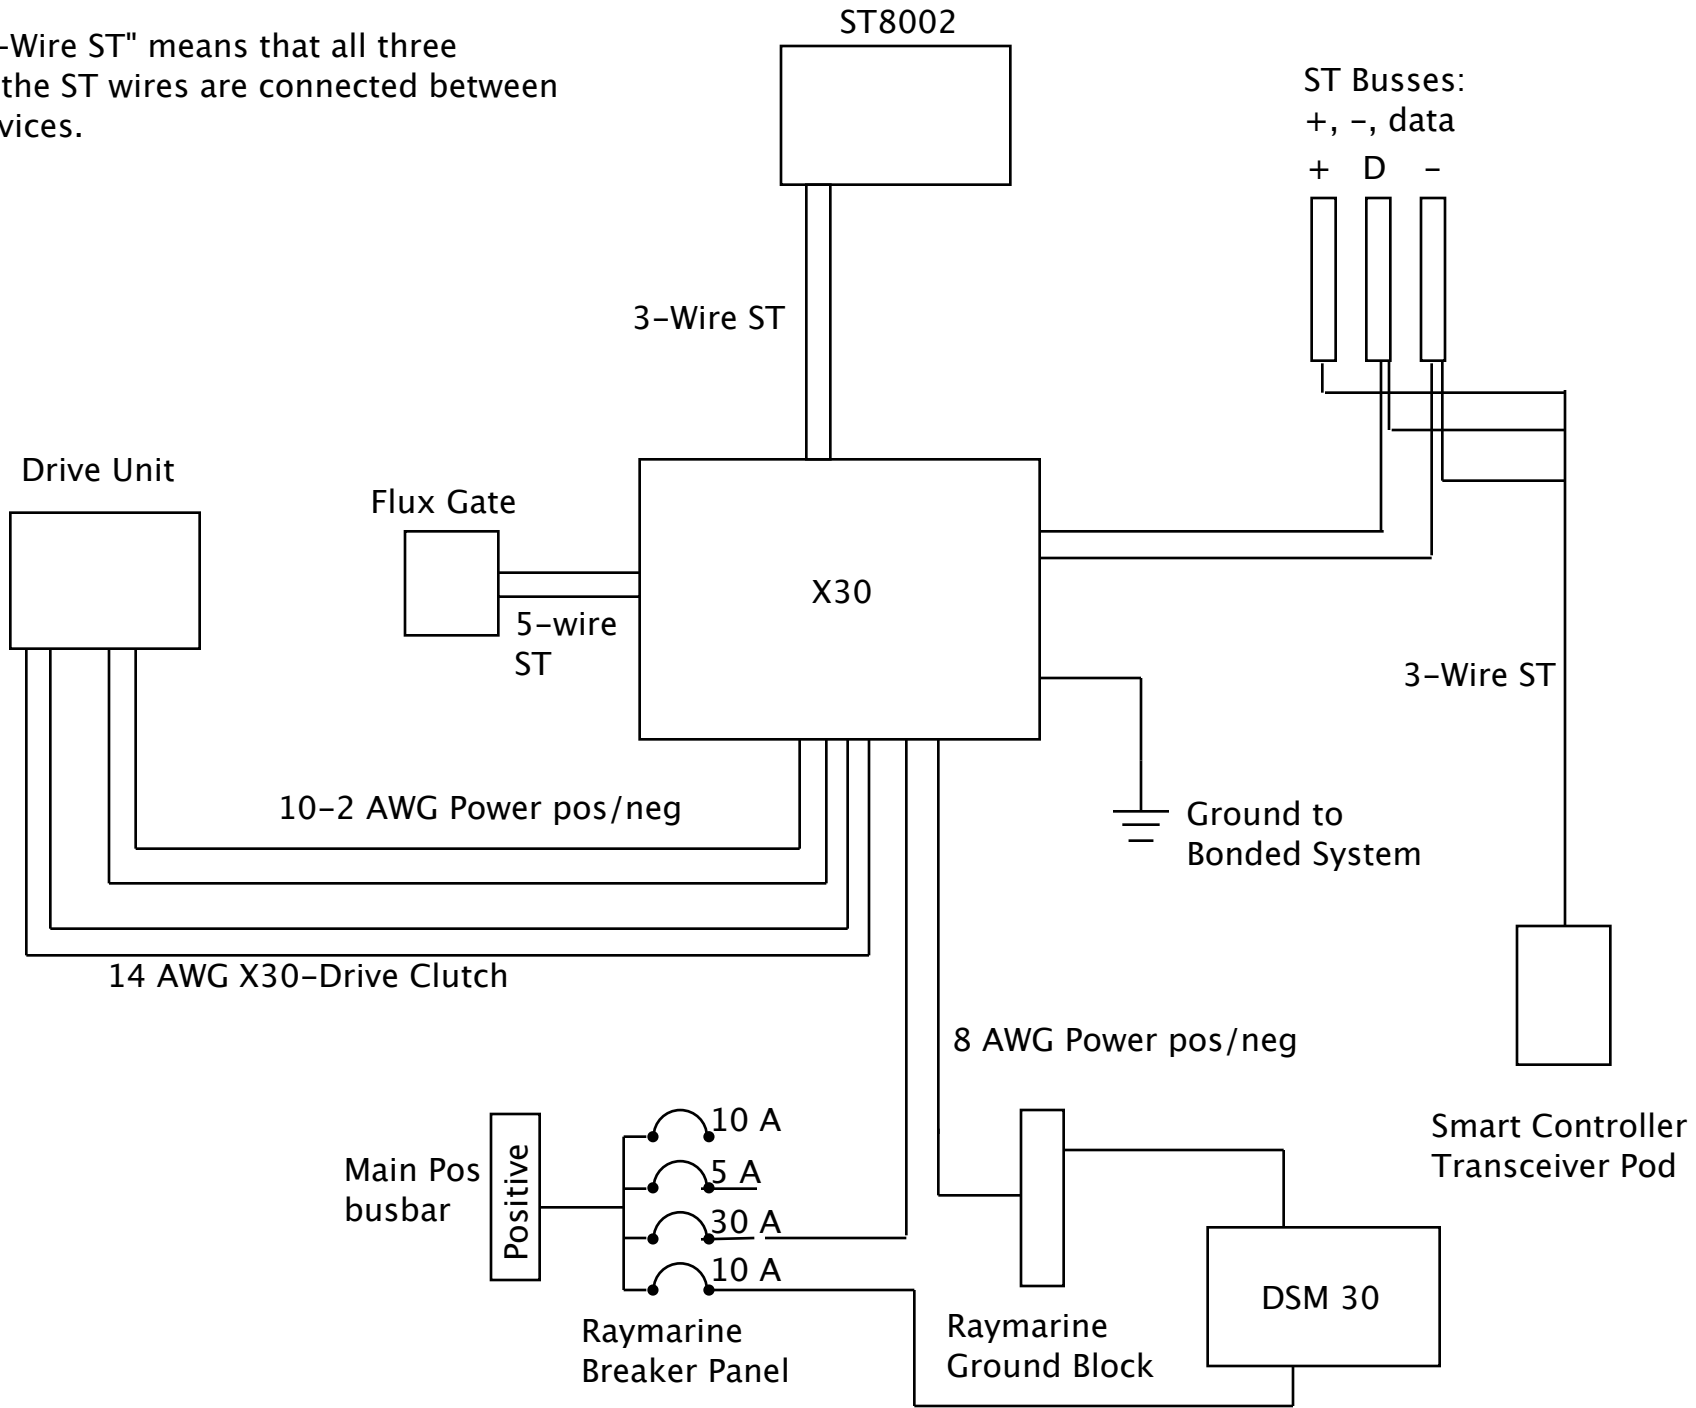 -Wire ST" means that all three
the ST wires are connected between
vices.
ST8002
ST Busses:
+, -, data
+ D -
3-Wire ST
Drive Unit
Flux Gate
X30
5-wire
ST
3-Wire ST
10-2 AWG Power pos/neg
Ground to
Bonded System
14 AWG X30-Drive Clutch
8 AWG Power pos/neg
Main Pos
busbar
Positive
10 A
5 A
30 A
10 A
Raymarine
Breaker Panel
Raymarine
Ground Block
DSM 30
Smart Controller
Transceiver Pod